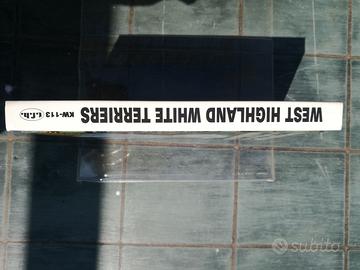 WEST HIGHLAND WHITE TERRIERS
KW-113
t.f.h.
subito